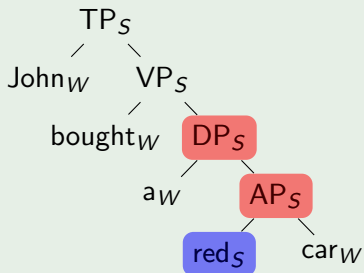 TP_S
John_W VP_S
bought_W DP_S
a_W AP_S
red_S car_W